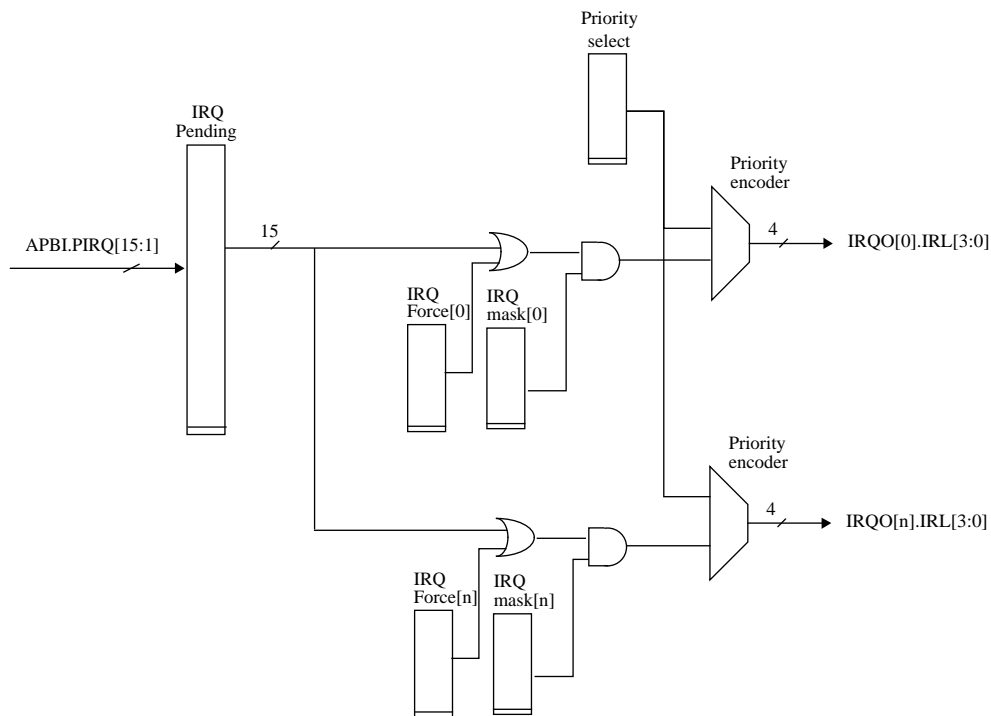 Priority
select
IRQ
Pending
Priority
encoder
15
4
APBI.PIRQ[15:1]
IRQO[0].IRL[3:0]
IRQ
Force[0]
IRQ
mask[0]
Priority
encoder
4
IRQO[n].IRL[3:0]
IRQ
Force[n]
IRQ
mask[n]